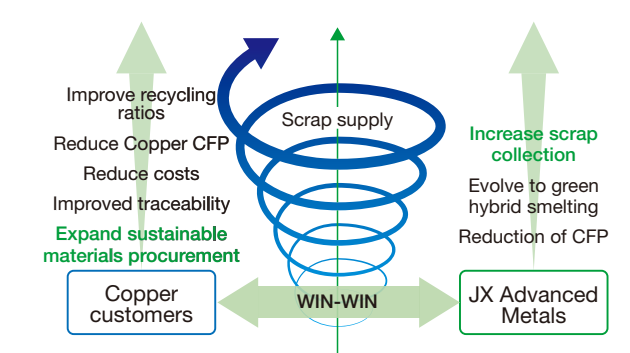 Improve recycling
ratios
Reduce Copper CFP
Reduce costs
Improved traceability
Expand sustainable
materials procurement
Copper
customers
Scrap supply
WIN-WIN
Increase scrap
collection
Evolve to green
hybrid smelting
Reduction of CFP
JX Advanced
Metals